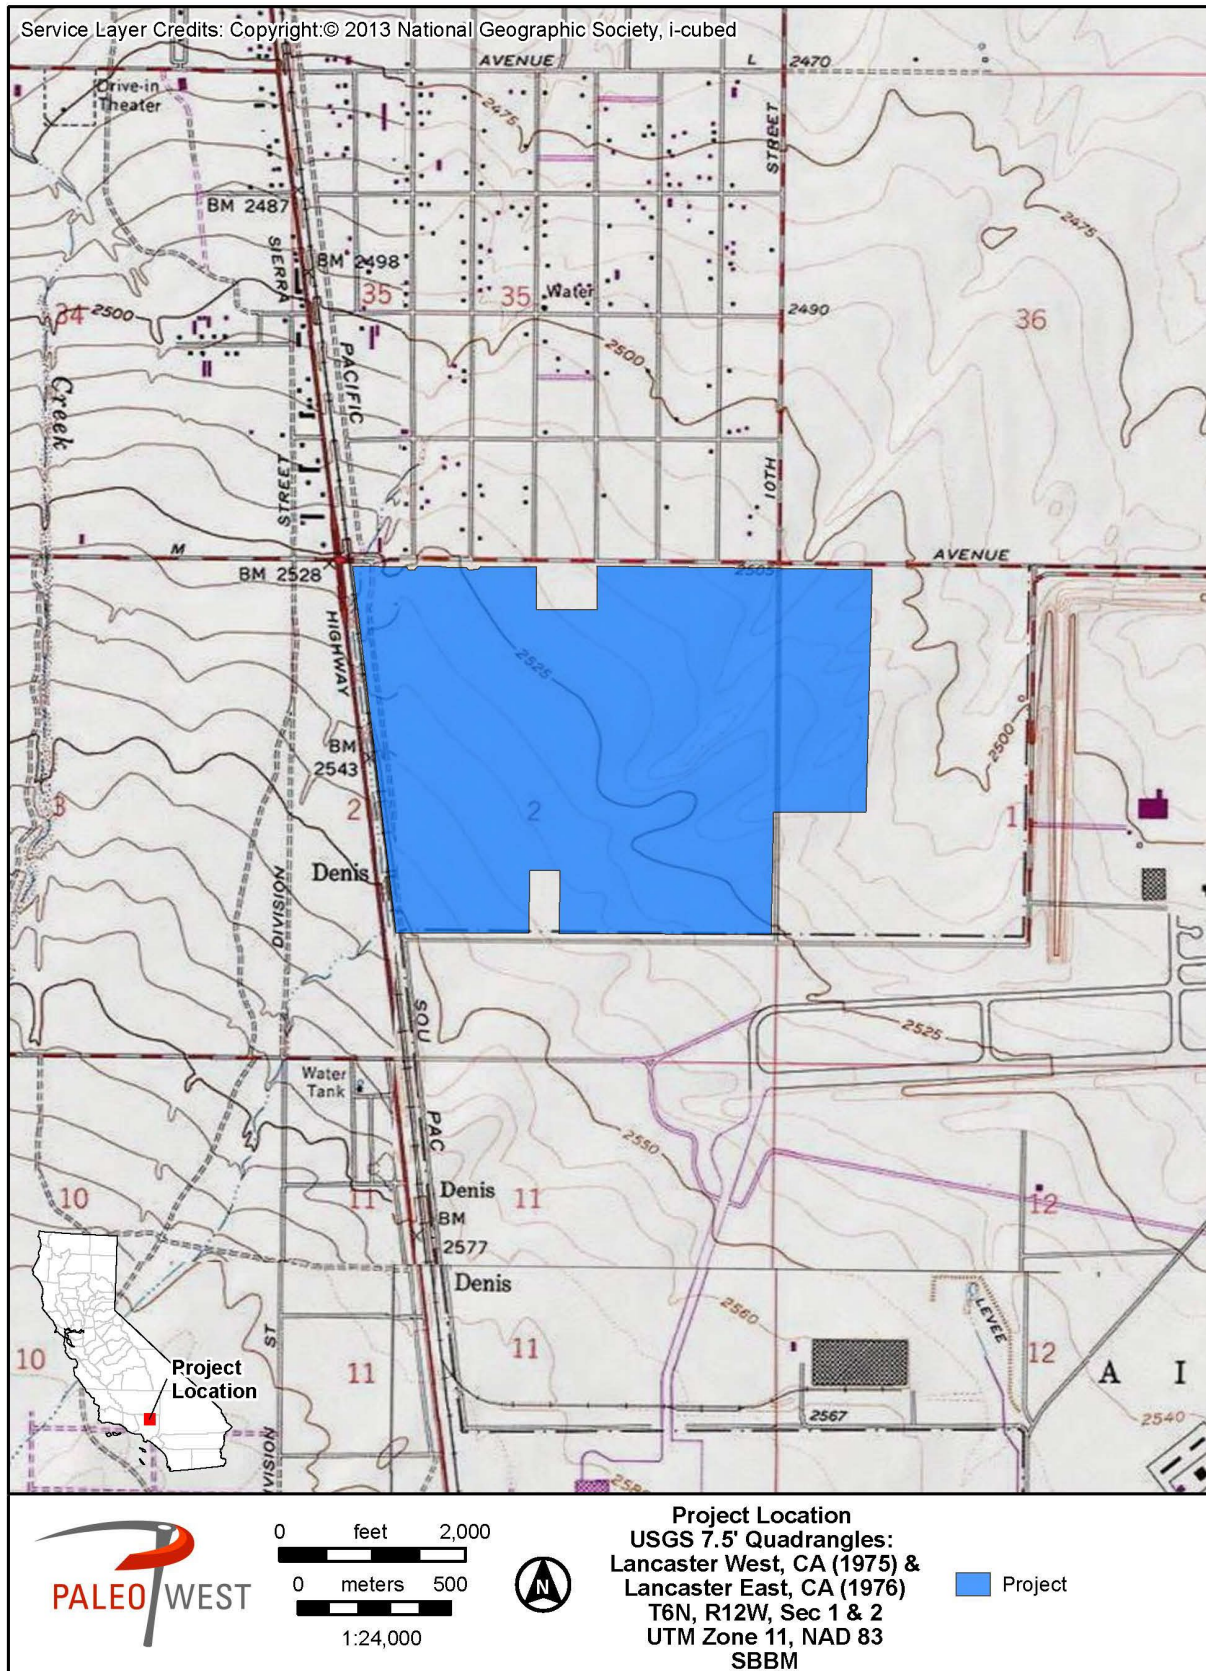 Service Layer Credits: Copyright:© 2013 National Geographic Society, i-cubed
AVENUE L 2470
Drive-in
Theater
2475
STREET
BM 2487
SIERRA
BM 2498
2475
34
2500
35
35
Water
2490
36
2500
PACIFIC
Creek
STREET
10TH
M
AVENUE
BM 2528
2505
HIGHWAY
2525
2500
BM
2543
3
2
2
1
Denis
DIVISION
SOU
2525
Water
Tank
PAC
2550
10
11
Denis
11
12
BM
2577
Denis
2560
LEVEE
ST
10
11
11
12
A I
Project
Location
2567
2540
VISION
PALEO WEST
0 feet 2,000
0 meters 500
1:24,000
N
Project Location
USGS 7.5' Quadrangles:
Lancaster West, CA (1975) &
Lancaster East, CA (1976)
T6N, R12W, Sec 1 & 2
UTM Zone 11, NAD 83
SBBM
Project